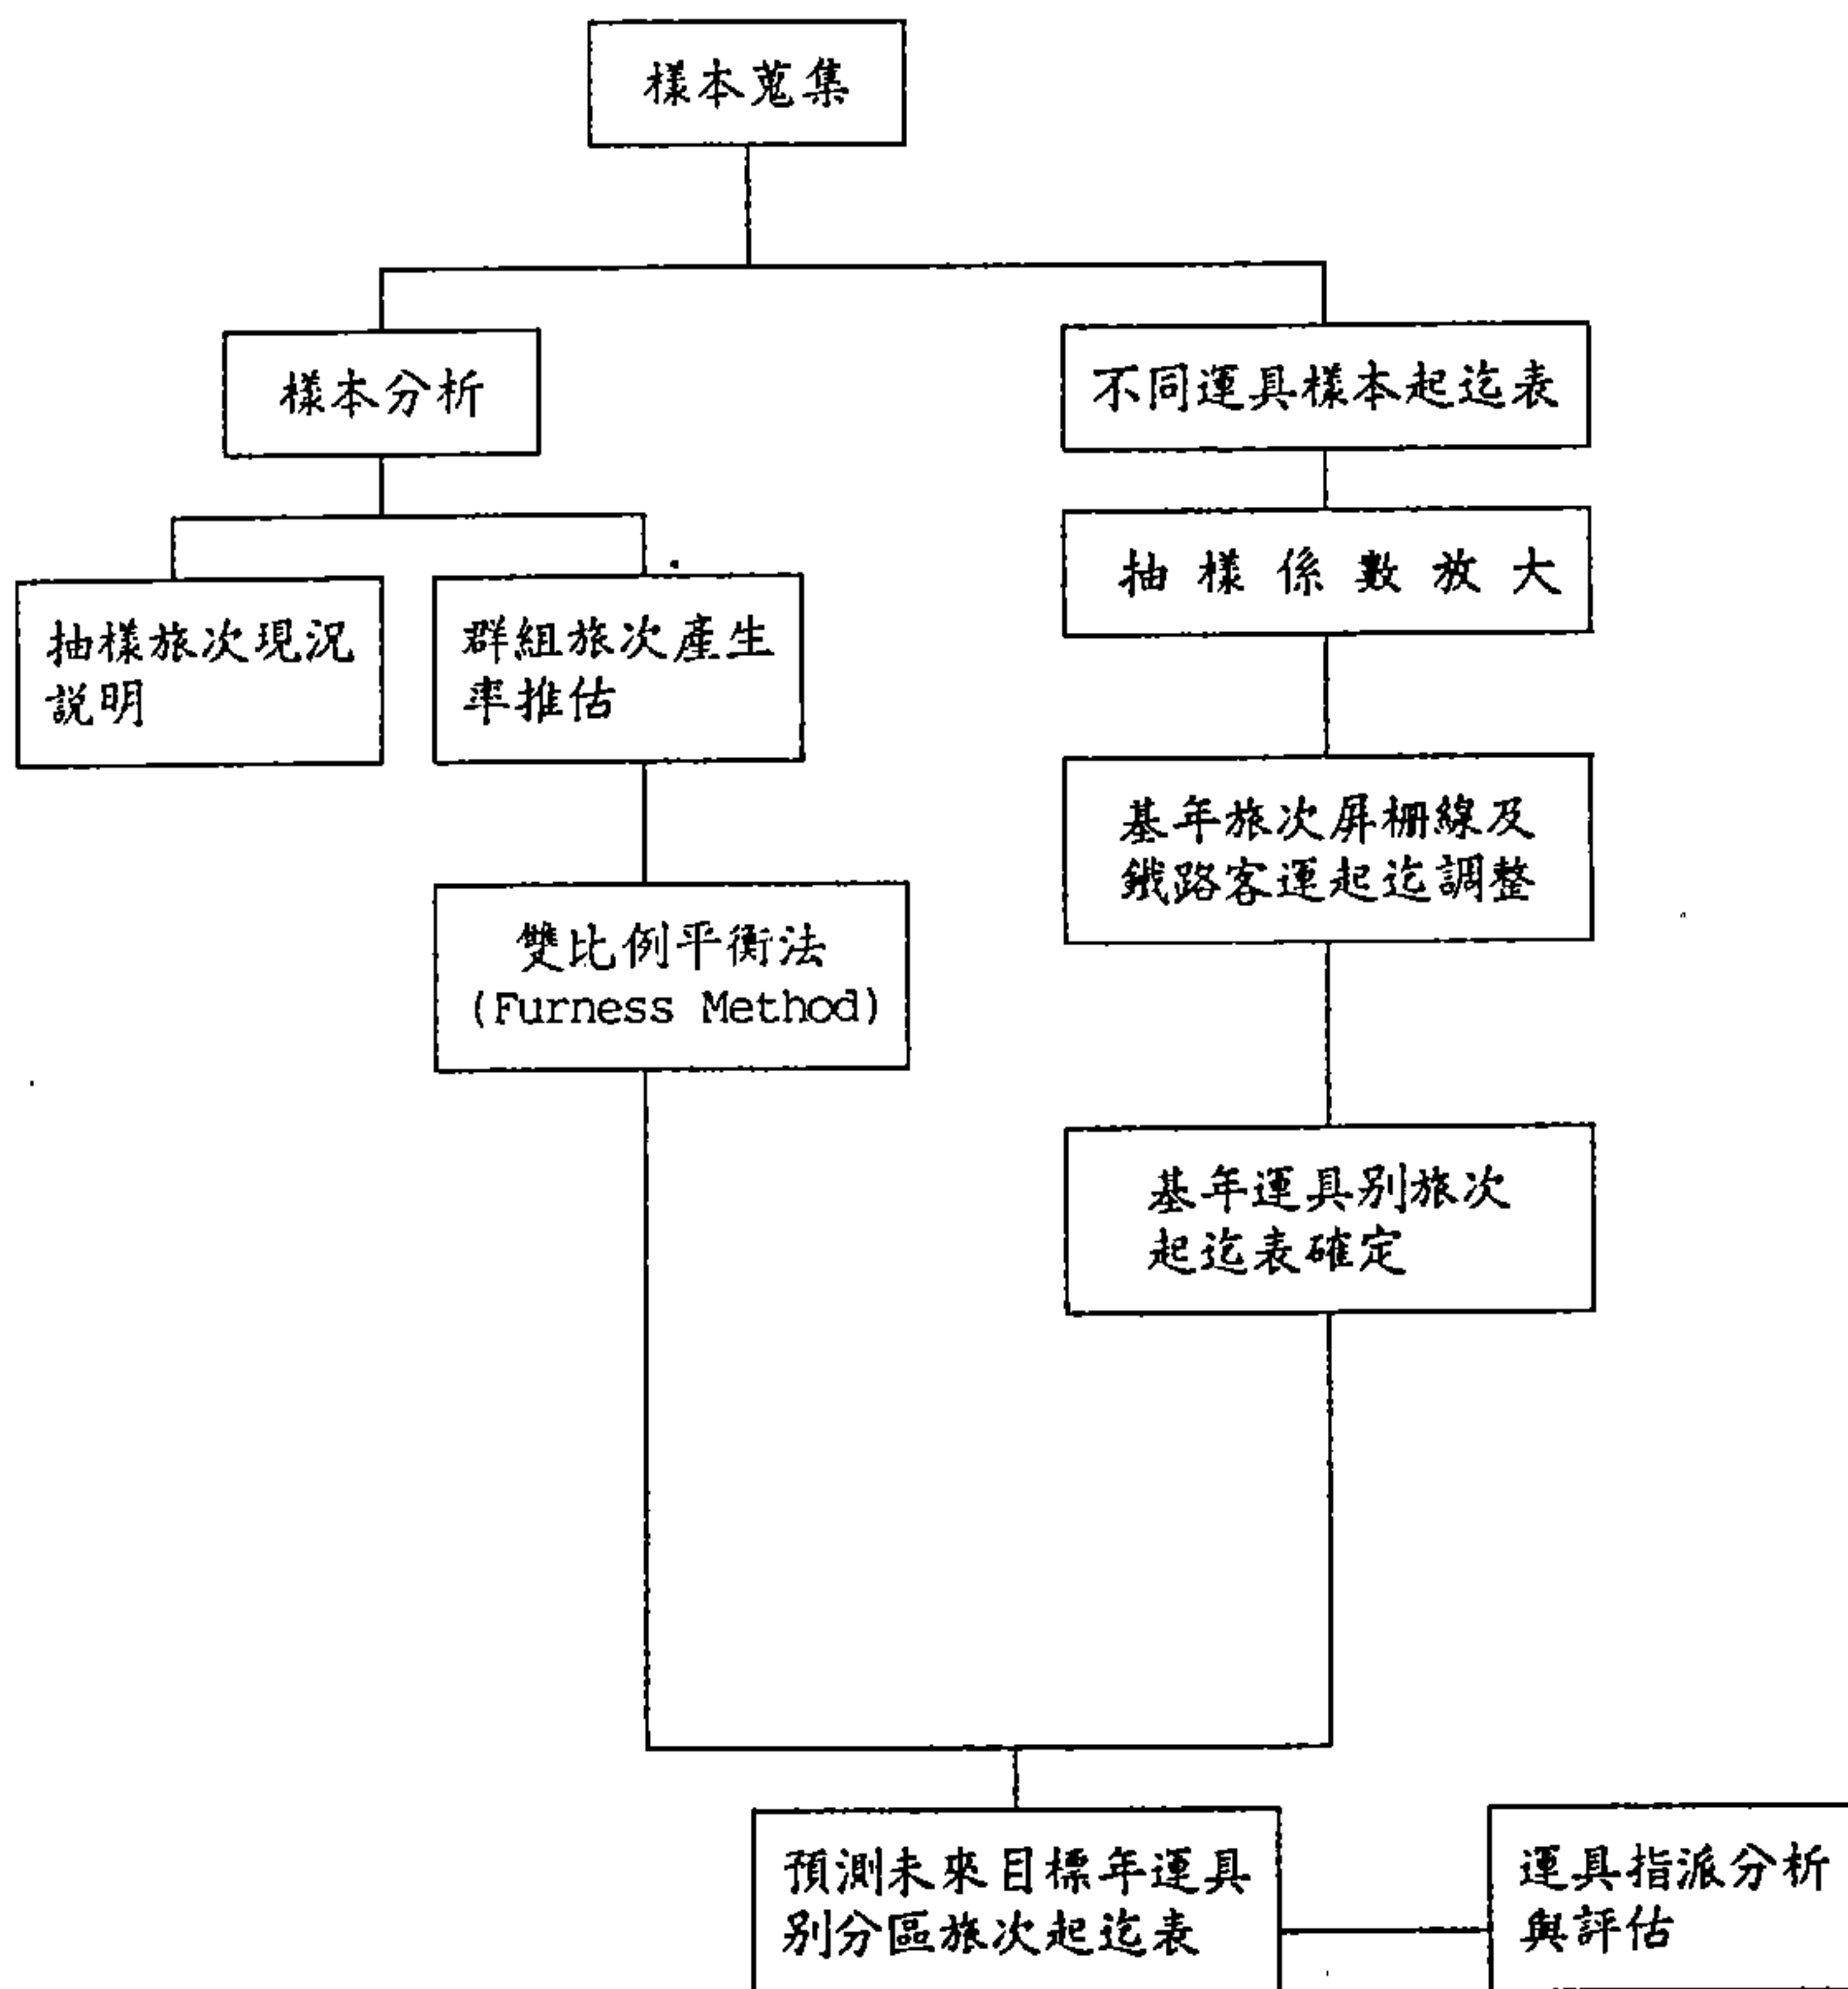 樣本蒐集
樣本分析
不同運具樣本起迄表
抽樣係數放大
抽樣旅次現況
説明
群組旅次產生
率推估
基年旅次屏柵線及
鐵路客運起迄調整
雙比例平衡法
(Furness Method)
基年運具別旅次
起迄表確定
預測未來目標年運具
別分區旅次起迄表
運具指派分析
與評估